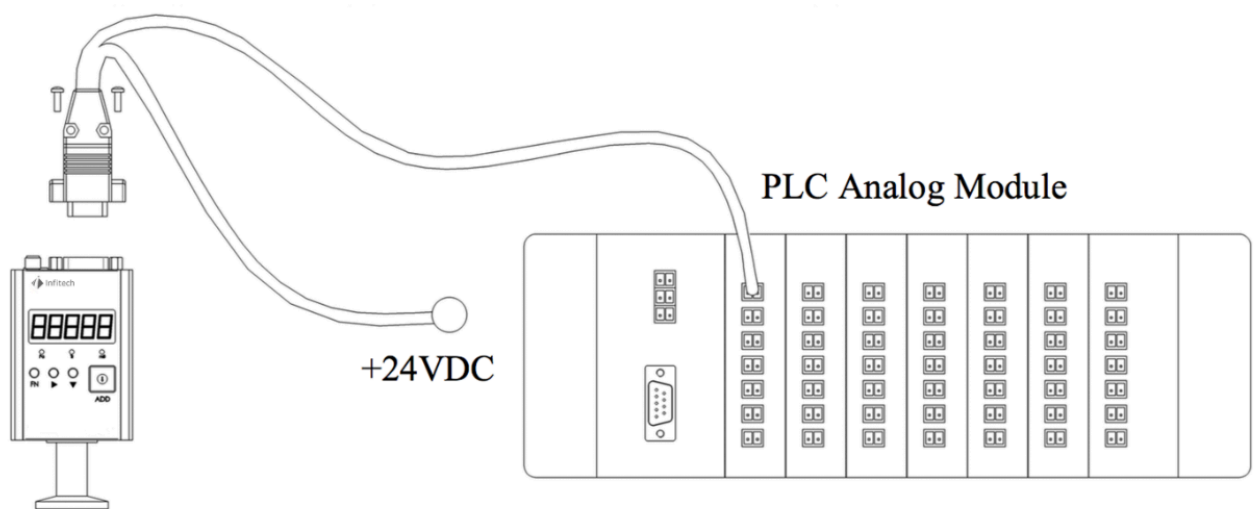 PLC Analog Module
infitech
88888
FN
ADD
+24VDC